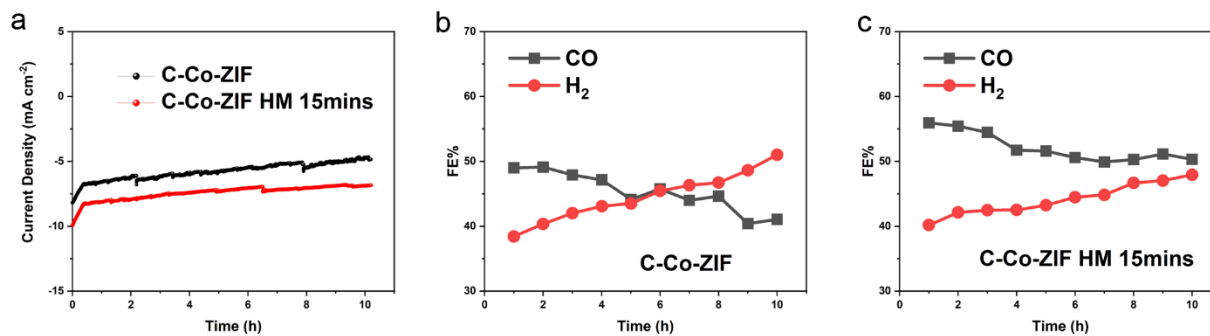 a
5
0
-5
-10
-15
Current Density (mA cm⁻²)
C-Co-ZIF
C-Co-ZIF HM 15mins
0
2
4
6
8
10
Time (h)
b
70
60
50
40
30
FE%
CO
H₂
C-Co-ZIF
0
2
4
6
8
10
Time (h)
c
70
60
50
40
30
FE%
CO
H₂
C-Co-ZIF HM 15mins
0
2
4
6
8
10
Time (h)